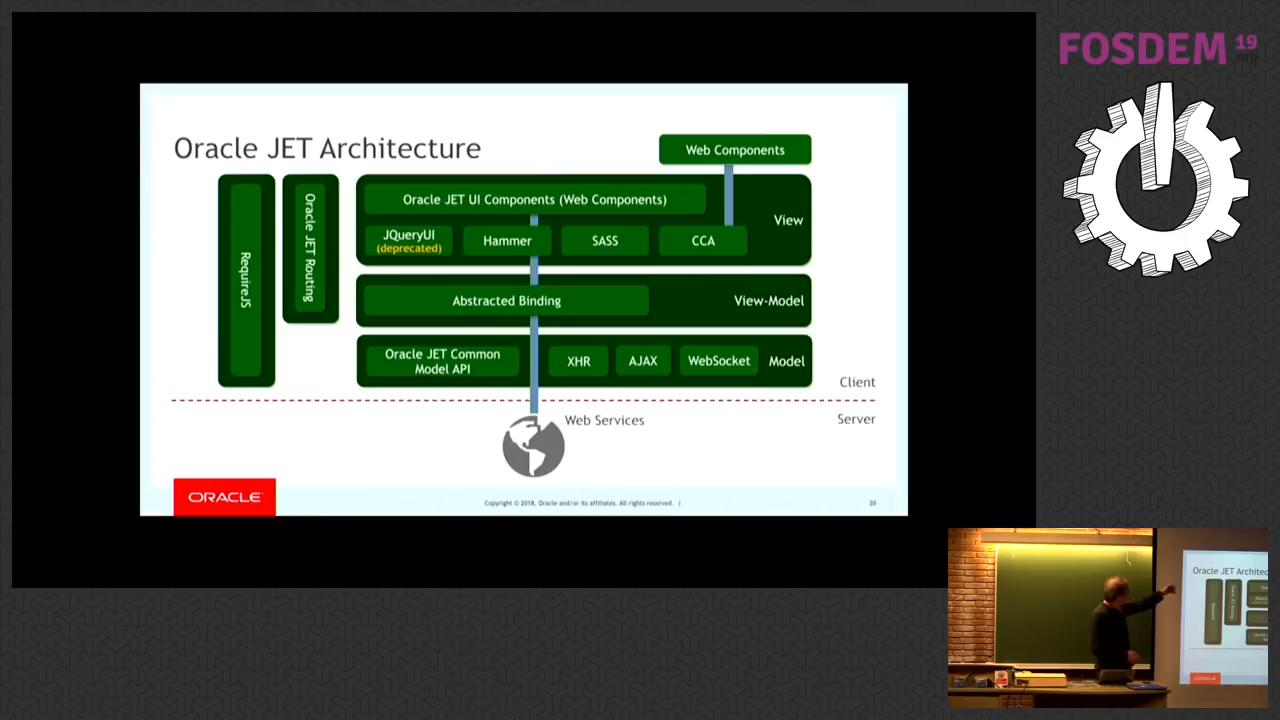 FOSDEM 19
.org
Oracle JET Architecture
Web Components
RequireJS
Oracle JET Routing
Oracle JET UI Components (Web Components)
View
JQueryUI
(deprecated)
Hammer
SASS
CCA
Abstracted Binding
View-Model
Oracle JET Common
Model API
XHR
AJAX
WebSocket
Model
Client
Server
Web Services
ORACLE
Copyright © 2018, Oracle and/or its affiliates. All rights reserved. |
20
Oracle JET Architec